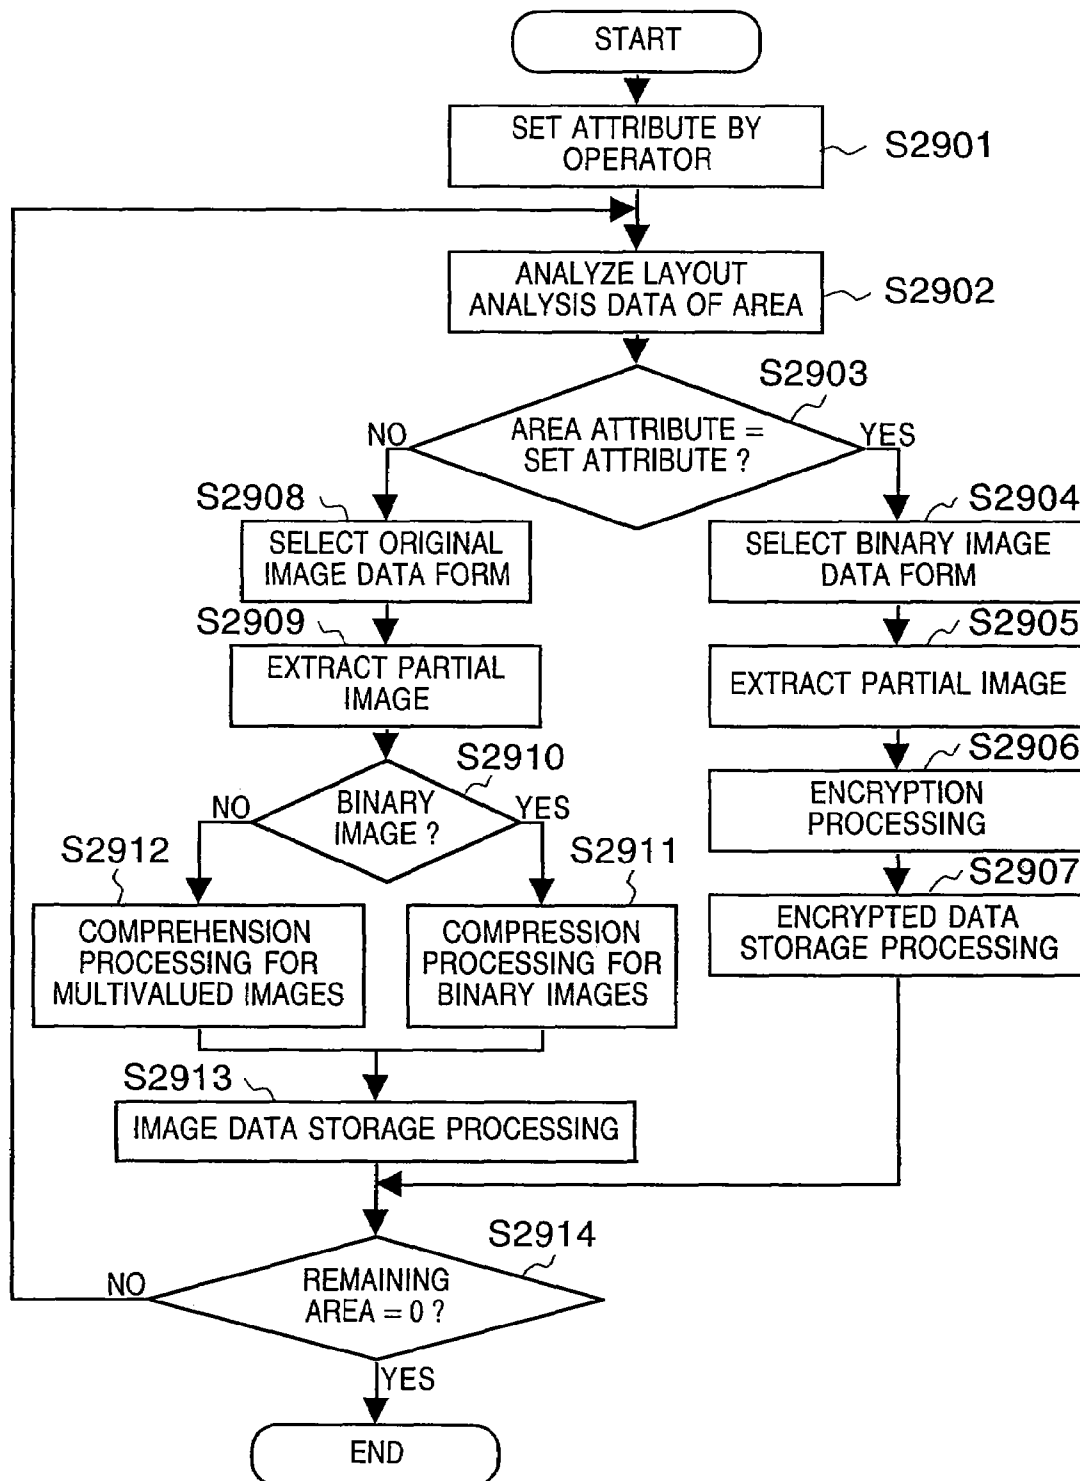 START
SET ATTRIBUTE BY
OPERATOR
S2901
ANALYZE LAYOUT
ANALYSIS DATA OF AREA
S2902
S2903
AREA ATTRIBUTE =
SET ATTRIBUTE ?
NO
YES
S2908
SELECT ORIGINAL
IMAGE DATA FORM
S2904
SELECT BINARY IMAGE
DATA FORM
S2909
EXTRACT PARTIAL
IMAGE
S2905
EXTRACT PARTIAL IMAGE
S2910
BINARY
IMAGE ?
NO
YES
S2906
ENCRYPTION
PROCESSING
S2912
COMPREHENSION
PROCESSING FOR
MULTIVALUED IMAGES
S2911
COMPRESSION
PROCESSING FOR
BINARY IMAGES
S2907
ENCRYPTED DATA
STORAGE PROCESSING
S2913
IMAGE DATA STORAGE PROCESSING
S2914
REMAINING
AREA = 0 ?
NO
YES
END